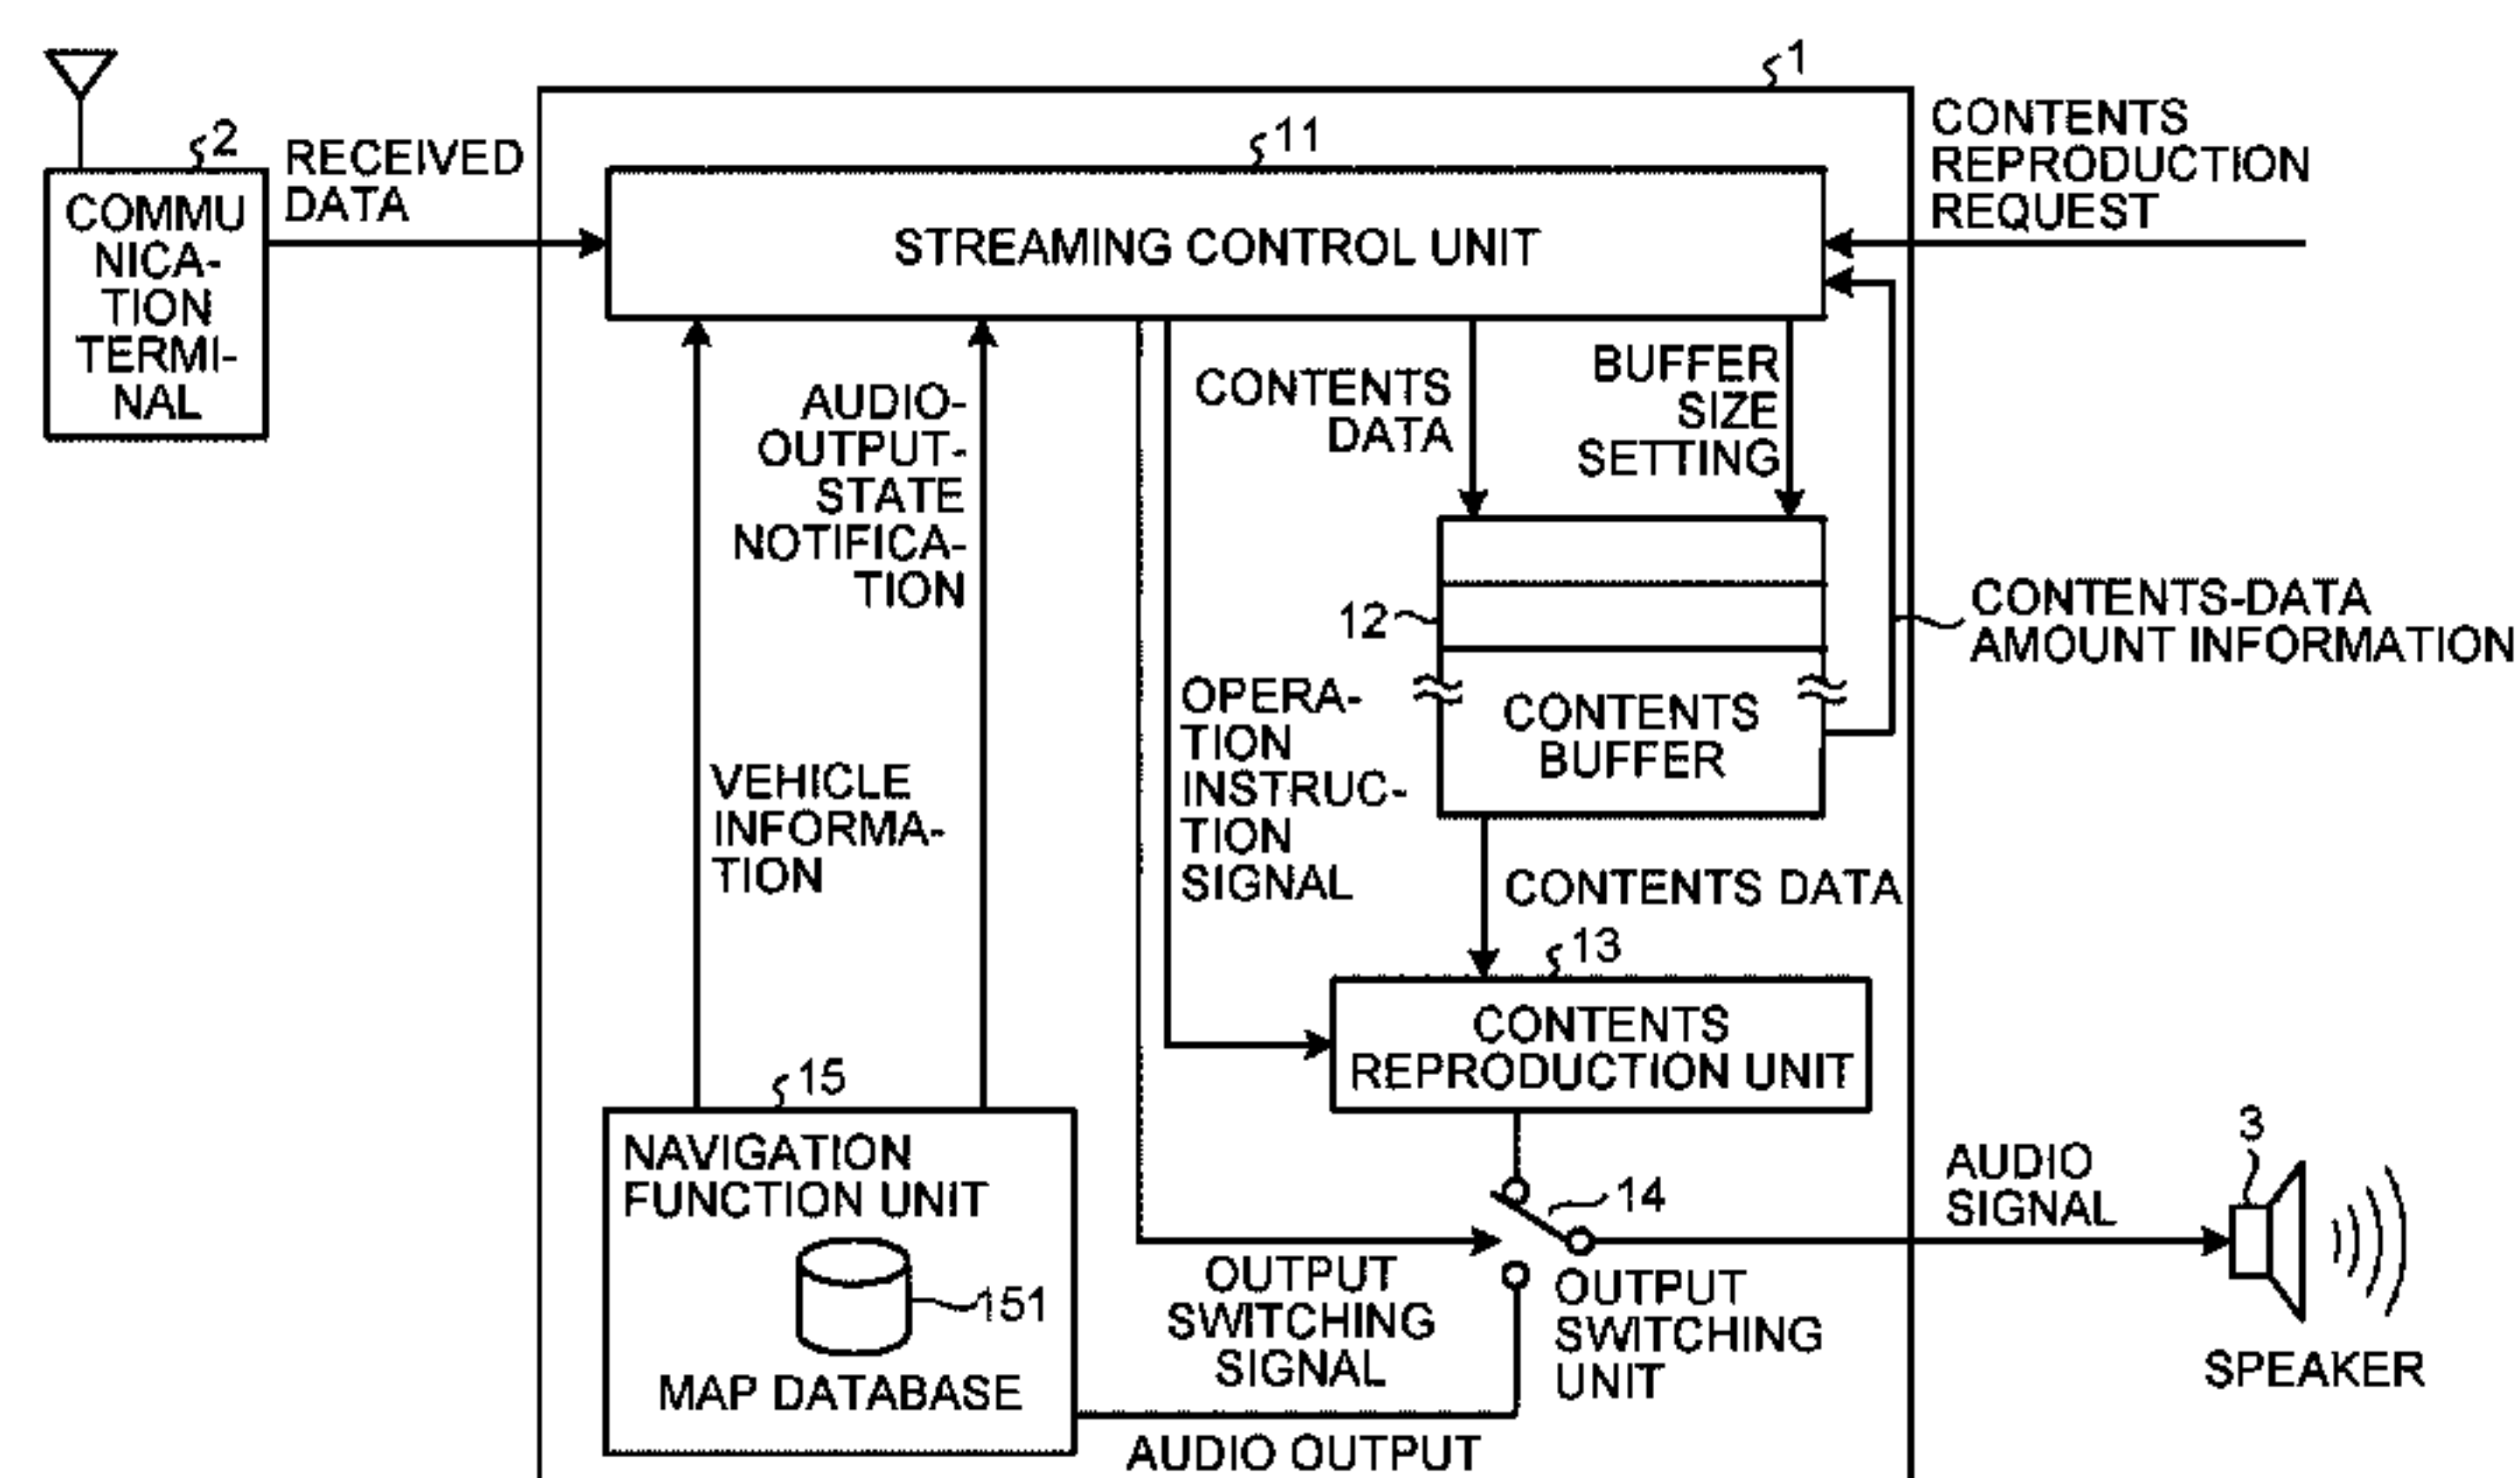 1
2
RECEIVED
DATA
11
CONTENTS
REPRODUCTION
REQUEST
COMMU
NICA-
TION
TERMI-
NAL
STREAMING CONTROL UNIT
AUDIO-
OUTPUT-
STATE
NOTIFICA-
TION
CONTENTS
DATA
BUFFER
SIZE
SETTING
12
CONTENTS-DATA
AMOUNT INFORMATION
CONTENTS
BUFFER
OPERA-
TION
INSTRUC-
TION
SIGNAL
VEHICLE
INFORMA-
TION
CONTENTS DATA
13
CONTENTS
REPRODUCTION UNIT
15
NAVIGATION
FUNCTION UNIT
151
MAP DATABASE
14
OUTPUT
SWITCHING
SIGNAL
OUTPUT
SWITCHING
UNIT
AUDIO OUTPUT
AUDIO
SIGNAL
3
SPEAKER